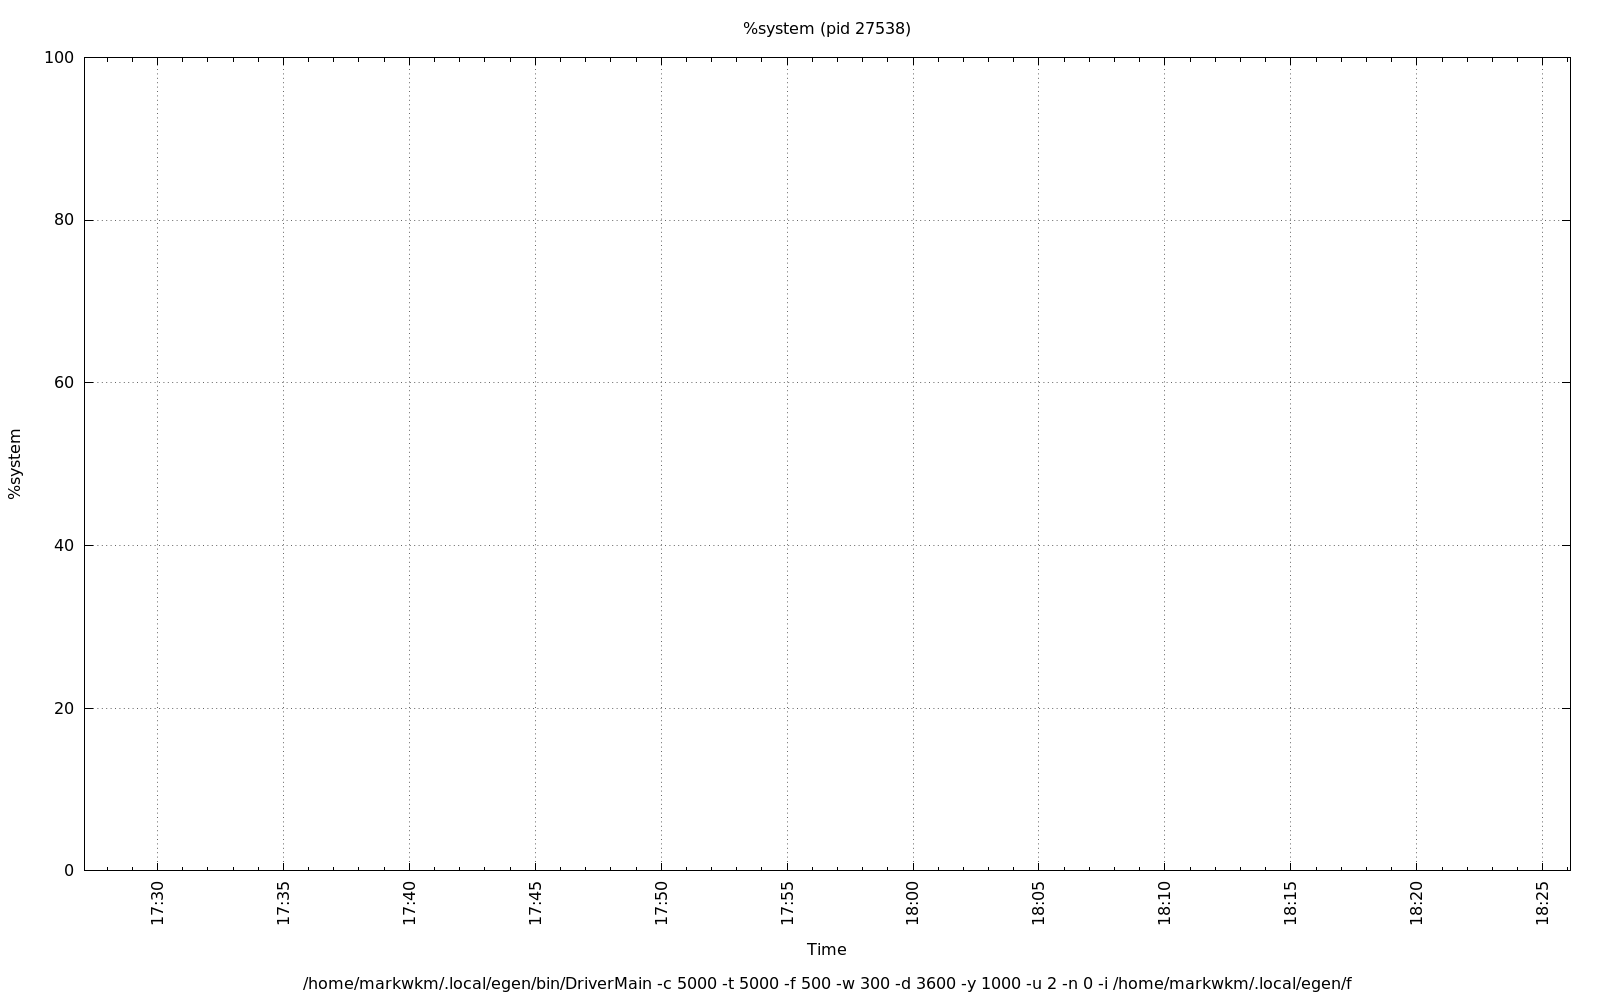 %system (pid 27538)
100
80
60
40
20
0
%system
17:30 17:35 17:40 17:45 17:50 17:55 18:00 18:05 18:10 18:15 18:20 18:25
Time
/home/markwkm/.local/egen/bin/DriverMain -c 5000 -t 5000 -f 500 -w 300 -d 3600 -y 1000 -u 2 -n 0 -i /home/markwkm/.local/egen/f